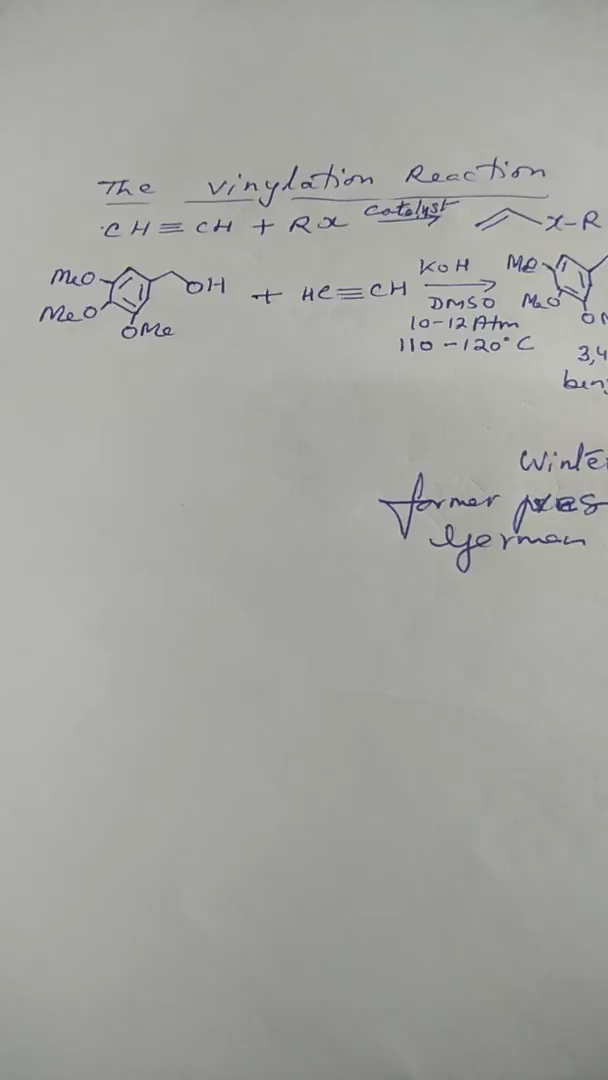 The vinylation Reaction
CH ≡ CH + Rx catalyst x-R
MeO
MeO
OMe
OH + HC≡CH
KOH
DMSO
10-12 Atm
110-120°C
Me
MeO
3,4
former
German